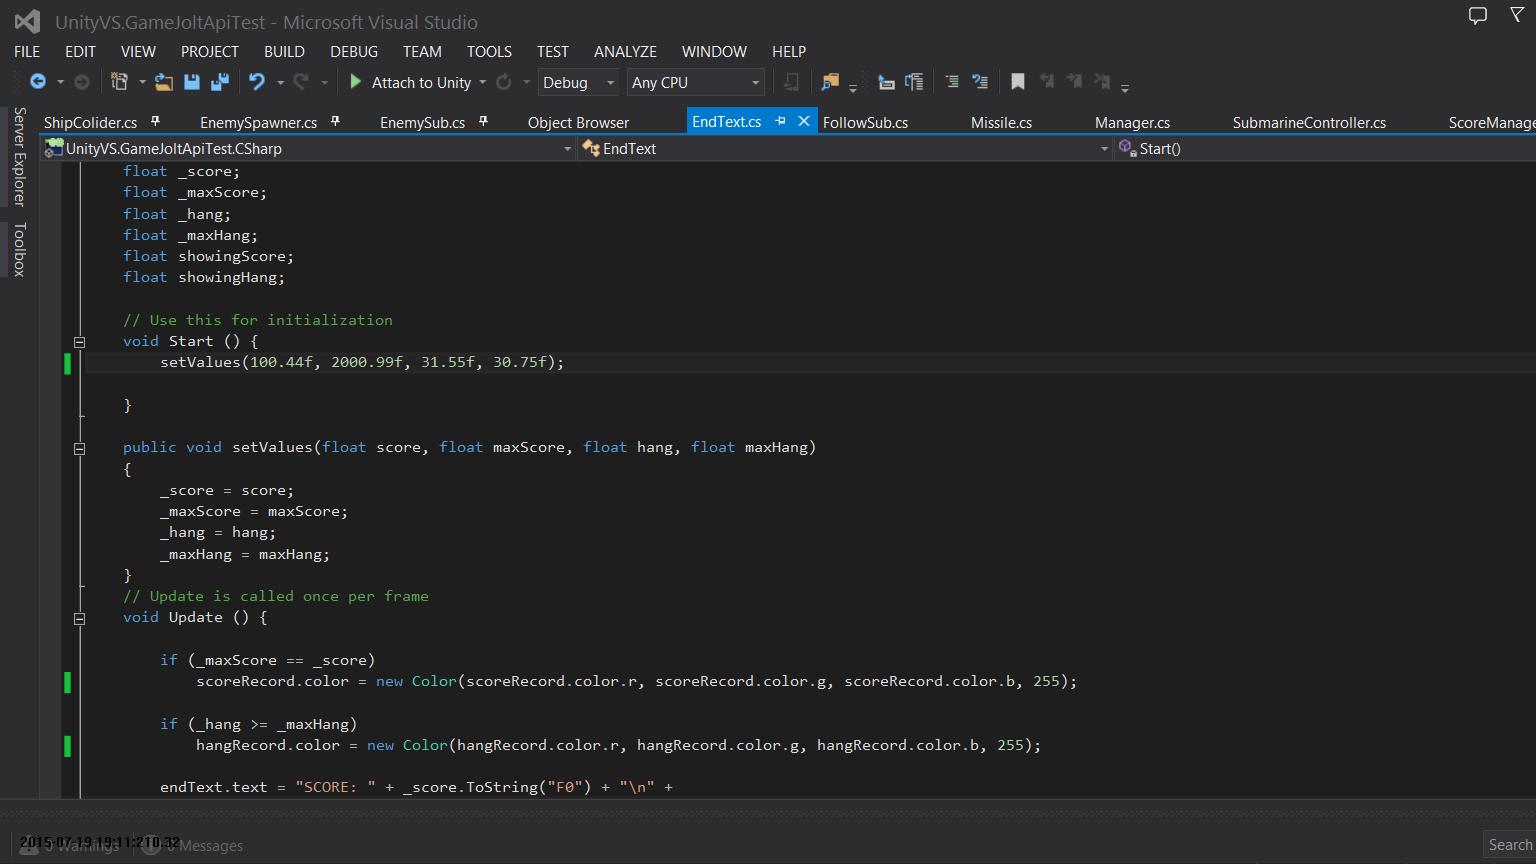 UnityVS.GameJoltApiTest - Microsoft Visual Studio
FILE EDIT VIEW PROJECT BUILD DEBUG TEAM TOOLS TEST ANALYZE WINDOW HELP
Attach to Unity Debug Any CPU
Server Explorer
Toolbox
ShipColider.cs EnemySpawner.cs EnemySub.cs Object Browser EndText.cs FollowSub.cs Missile.cs Manager.cs SubmarineController.cs ScoreManage
UnityVS.GameJoltApiTest.CSharp EndText Start()
float _score;
float _maxScore;
float _hang;
float _maxHang;
float showingScore;
float showingHang;
// Use this for initialization
void Start () {
setValues(100.44f, 2000.99f, 31.55f, 30.75f);
}
public void setValues(float score, float maxScore, float hang, float maxHang)
{
_score = score;
_maxScore = maxScore;
_hang = hang;
_maxHang = maxHang;
}
// Update is called once per frame
void Update () {
if (_maxScore == _score)
scoreRecord.color = new Color(scoreRecord.color.r, scoreRecord.color.g, scoreRecord.color.b, 255);
if (_hang >= _maxHang)
hangRecord.color = new Color(hangRecord.color.r, hangRecord.color.g, hangRecord.color.b, 255);
endText.text = "SCORE: " + _score.ToString("F0") + "\n" +
2015-07-19 19:11:210.32
0 Warnings 0 Messages
Search